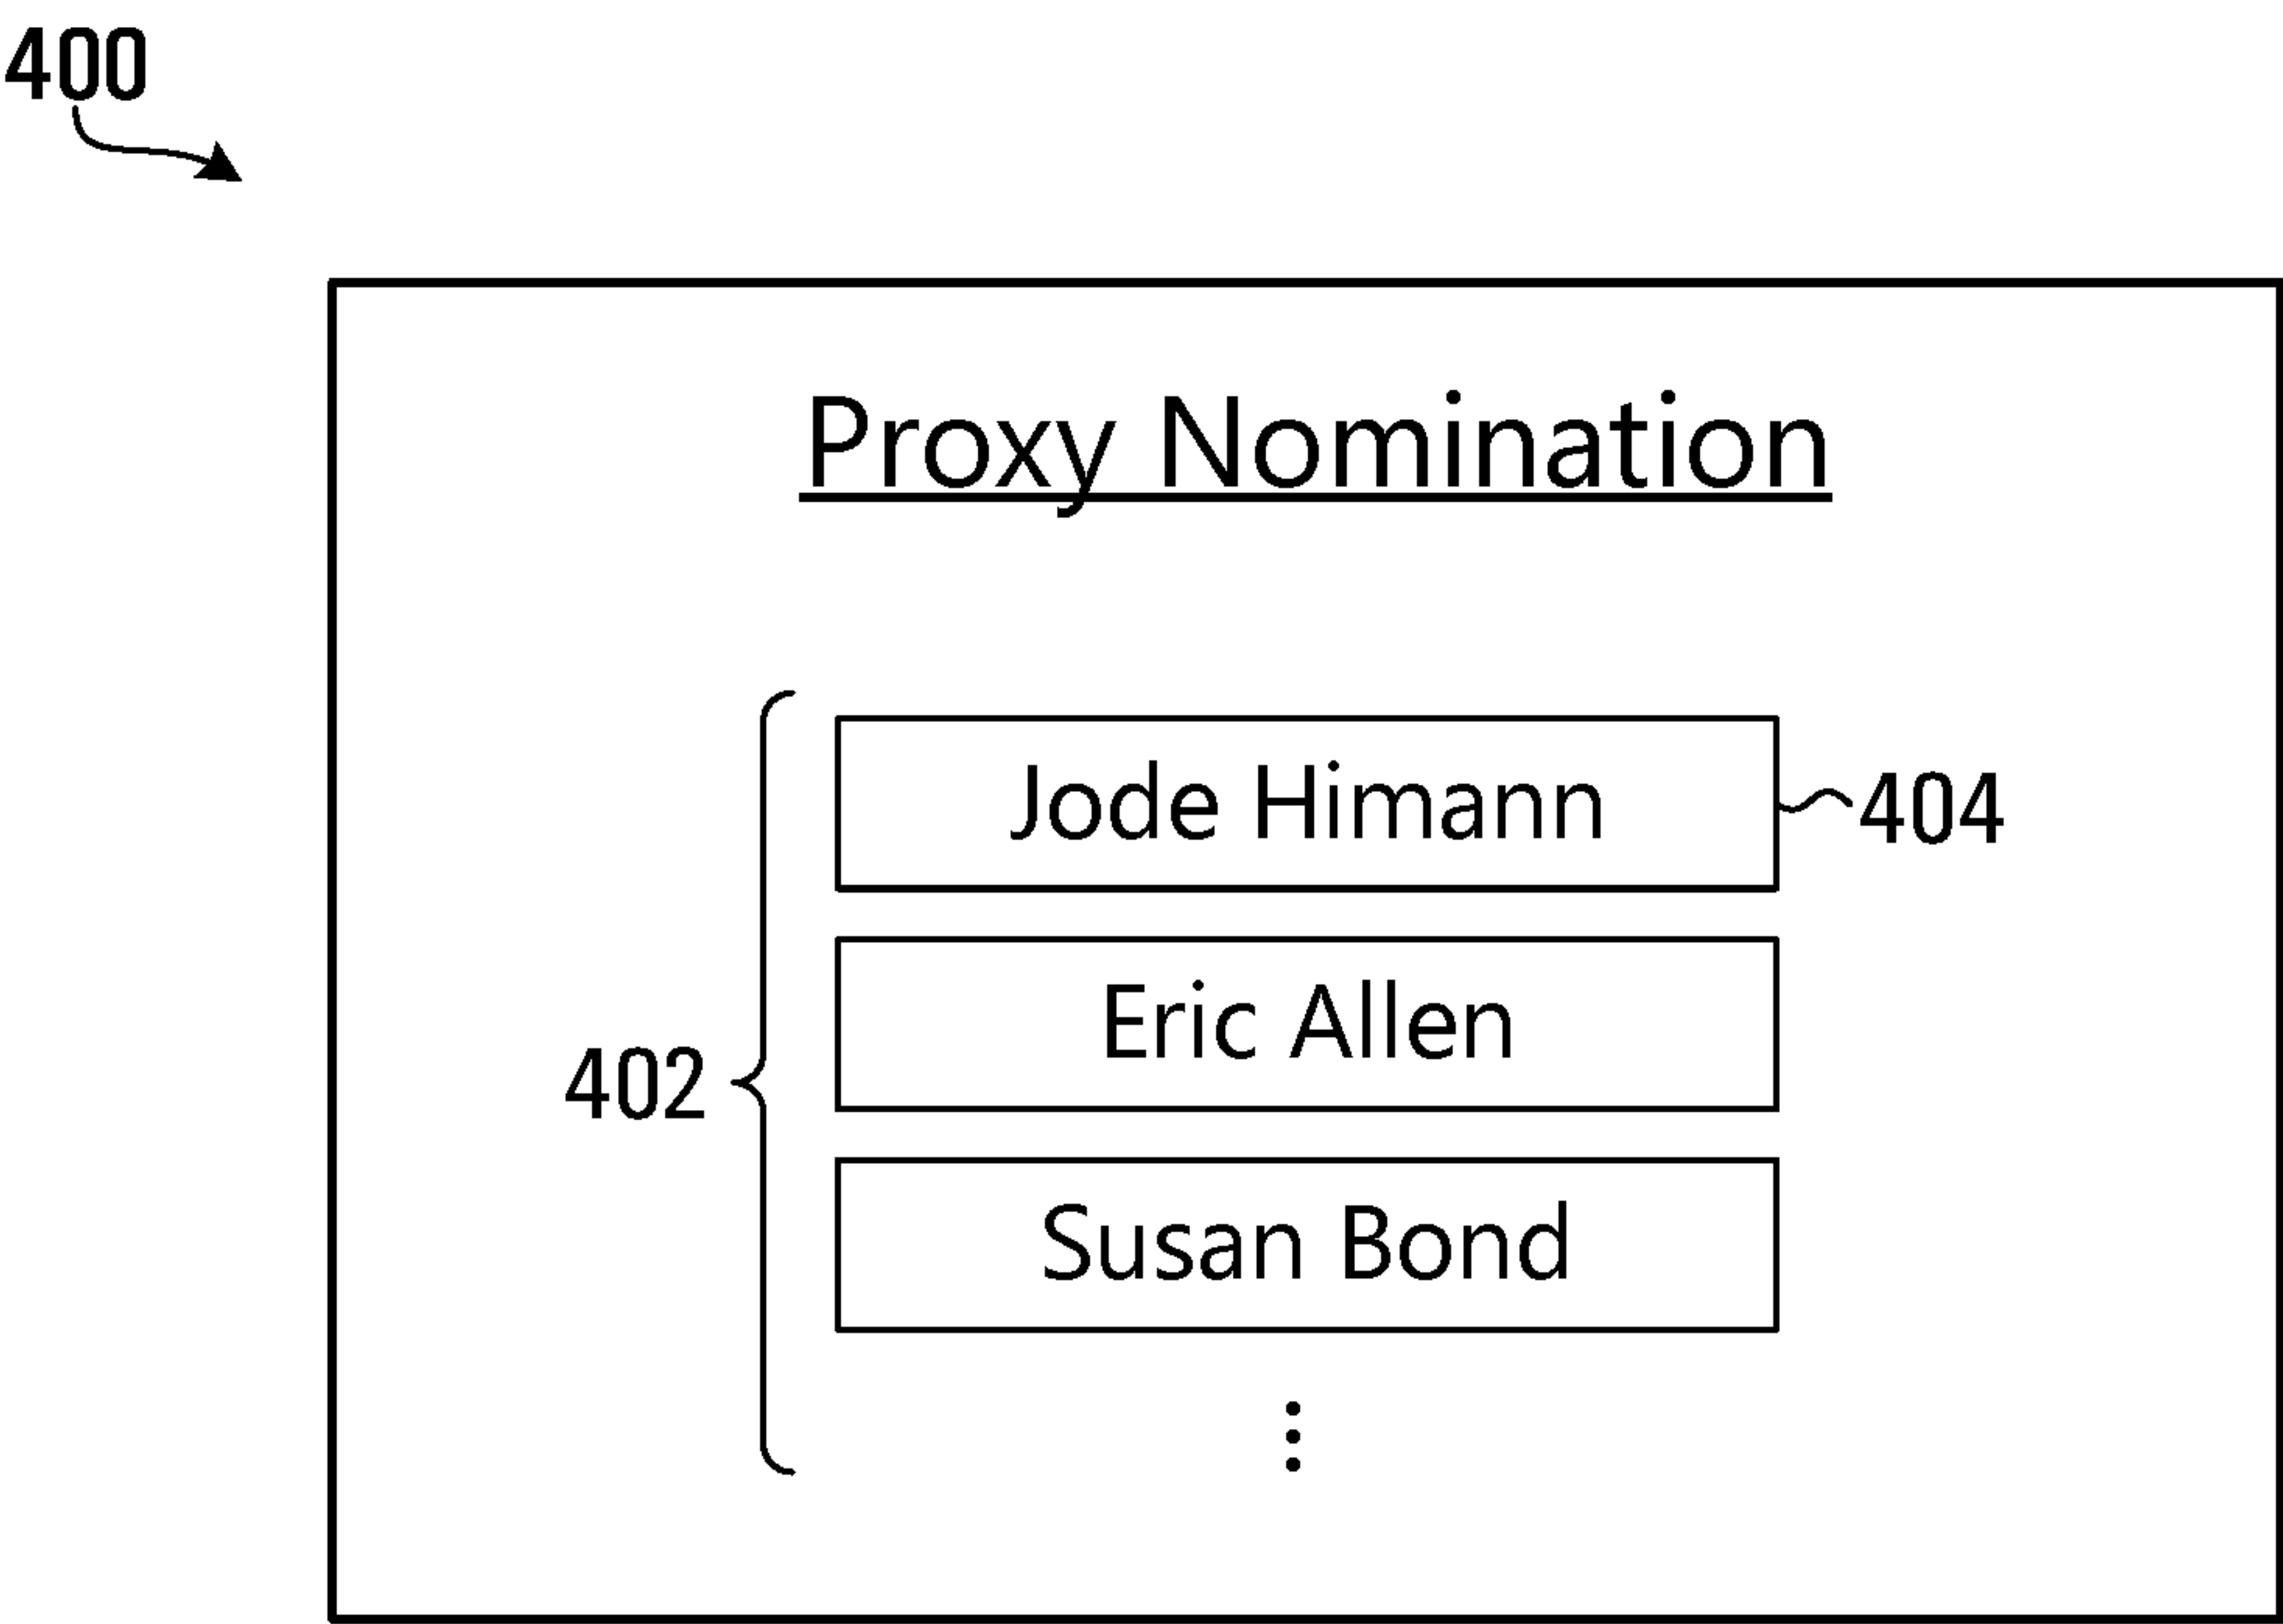 400
Proxy Nomination
Jode Himann
404
Eric Allen
402
Susan Bond